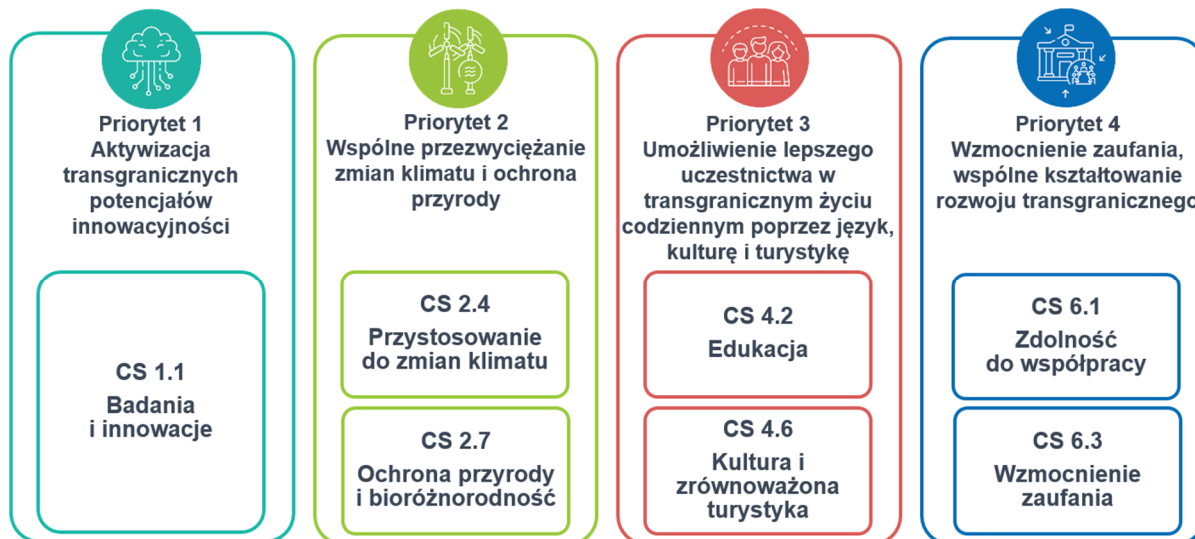 Priorytet 1
Aktywizacja
transgranicznych
potencjałów
innowacyjności
CS 1.1
Badania
i innowacje
Priorytet 2
Wspólne przezwyciężanie
zmian klimatu i ochrona
przyrody
CS 2.4
Przystosowanie
do zmian klimatu
CS 2.7
Ochrona przyrody
i bioróżnorodność
Priorytet 3
Umożliwienie lepszego
uczestnictwa w
transgranicznym życiu
codziennym poprzez język,
kulturę i turystykę
CS 4.2
Edukacja
CS 4.6
Kultura i
zrównoważona
turystyka
Priorytet 4
Wzmocnienie zaufania,
wspólne kształtowanie
rozwoju transgranicznego
CS 6.1
Zdolność
do współpracy
CS 6.3
Wzmocnienie
zaufania